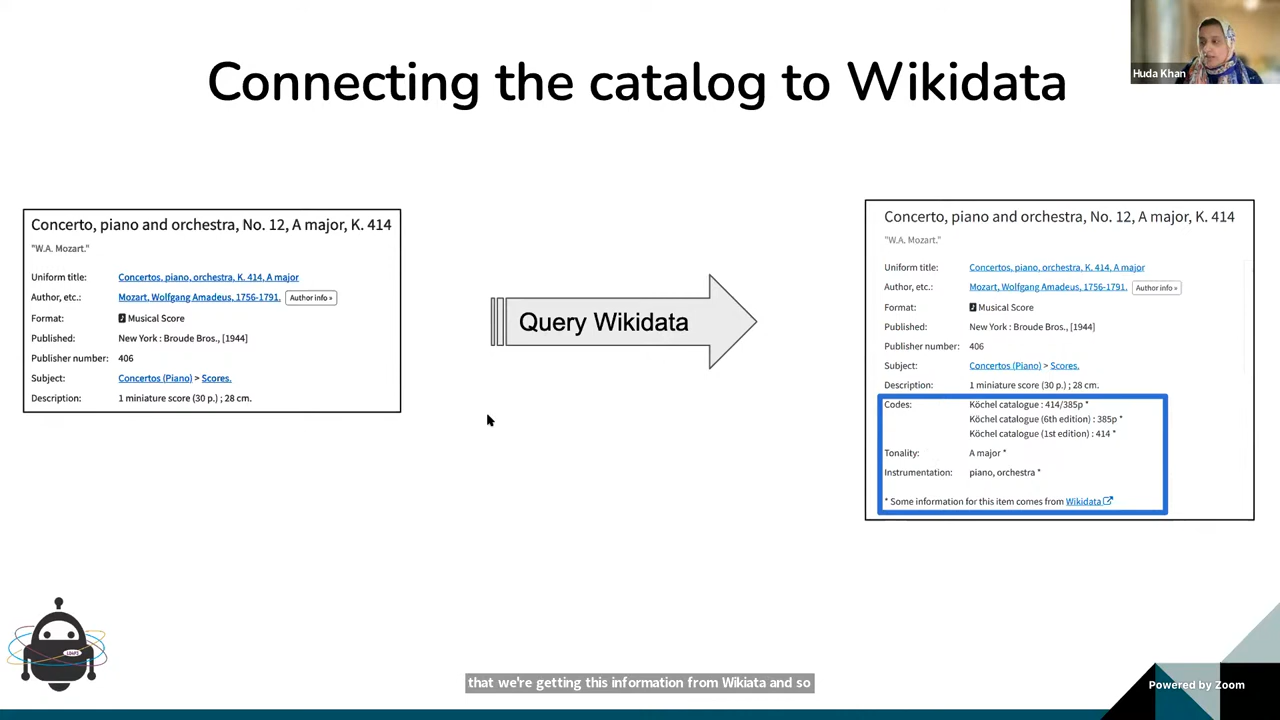 Connecting the catalog to Wikidata
Huda Khan
Concerto, piano and orchestra, No. 12, A major, K. 414
"W.A. Mozart."
Uniform title: Concertos, piano, orchestra, K. 414, A major
Author, etc.: Mozart, Wolfgang Amadeus, 1756-1791. Author info »
Format: Musical Score
Published: New York : Broude Bros., [1944]
Publisher number: 406
Subject: Concertos (Piano) > Scores.
Description: 1 miniature score (30 p.) ; 28 cm.
Query Wikidata
Concerto, piano and orchestra, No. 12, A major, K. 414
"W.A. Mozart."
Uniform title: Concertos, piano, orchestra, K. 414, A major
Author, etc.: Mozart, Wolfgang Amadeus, 1756-1791. Author info »
Format: Musical Score
Published: New York : Broude Bros., [1944]
Publisher number: 406
Subject: Concertos (Piano) > Scores.
Description: 1 miniature score (30 p.) ; 28 cm.
Codes: Köchel catalogue : 414/385p *
Köchel catalogue (6th edition) : 385p *
Köchel catalogue (1st edition) : 414 *
Tonality: A major *
Instrumentation: piano, orchestra *
* Some information for this item comes from Wikidata
that we're getting this information from Wikiata and so
Powered by Zoom